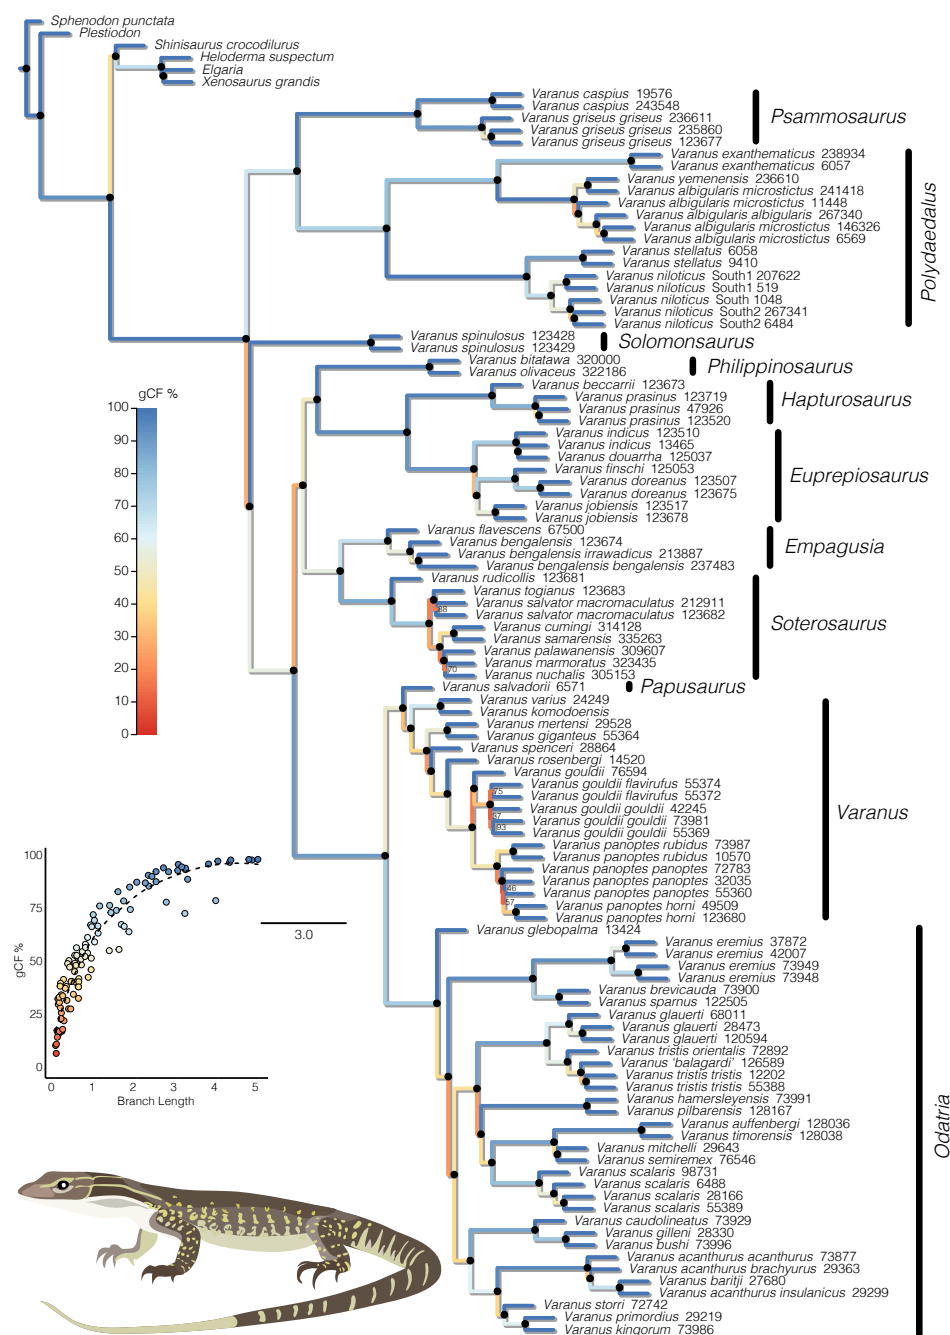 Sphenodon punctata
Plestiodon
Shinisaurus crocodilurus
Heloderma suspectum
Elgaria
Xenosaurus grandis
Varanus caspius 19576
Varanus caspius 243548
Varanus griseus griseus 236611
Varanus griseus griseus 235860
Varanus griseus griseus 123677
Psammosaurus
Varanus exanthematicus 238934
Varanus exanthematicus 6057
Varanus yemenensis 236610
Varanus albigularis microstictus 241418
Varanus albigularis microstictus 11448
Varanus albigularis albigularis 267340
Varanus albigularis microstictus 146326
Varanus albigularis microstictus 6569
Varanus stellatus 6058
Varanus stellatus 9410
Varanus niloticus South1 207622
Varanus niloticus South1 519
Varanus niloticus South 1048
Varanus niloticus South2 267341
Varanus niloticus South2 6484
Polydaedalus
Varanus spinulosus 123428
Varanus spinulosus 123429
Solomonsaurus
Varanus bitatawa 320000
Varanus olivaceus 322186
Philippinosaurus
Varanus beccarrii 123673
Varanus prasinus 123719
Varanus prasinus 47926
Varanus prasinus 123520
Hapturosaurus
Varanus indicus 123510
Varanus indicus 13465
Varanus douarrha 125037
Varanus finschi 125053
Varanus doreanus 123507
Varanus doreanus 123675
Varanus jobiensis 123517
Varanus jobiensis 123678
Euprepiosaurus
Varanus flavescens 67500
Varanus bengalensis 123674
Varanus bengalensis irrawadicus 213887
Varanus bengalensis bengalensis 237483
Empagusia
Varanus rudicollis 123681
Varanus togianus 123683
Varanus salvator macromaculatus 212911
Varanus salvator macromaculatus 123682
Varanus cumingi 314128
Varanus samarensis 335263
Varanus palawanensis 309607
Varanus marmoratus 323435
Varanus nuchalis 305153
70
Soterosaurus
Varanus salvadorii 6571
Papusaurus
Varanus varius 24249
Varanus komodoensis
Varanus mertensi 29528
Varanus giganteus 55364
Varanus spenceri 28864
Varanus rosenbergi 14520
Varanus gouldii 76594
Varanus gouldii flavirufus 55374
75
Varanus gouldii flavirufus 55372
Varanus gouldii gouldii 42245
Varanus gouldii gouldii 73981
93
Varanus gouldii gouldii 55369
Varanus panoptes rubidus 73987
Varanus panoptes rubidus 10570
Varanus panoptes panoptes 72783
Varanus panoptes panoptes 32035
46
Varanus panoptes panoptes 55360
57
Varanus panoptes horni 49509
Varanus panoptes horni 123680
Varanus
Varanus glebopalma 13424
Varanus eremius 37872
Varanus eremius 42007
Varanus eremius 73949
Varanus eremius 73948
Varanus brevicauda 73900
Varanus sparnus 122505
Varanus glauerti 68011
Varanus glauerti 28473
Varanus glauerti 120594
Varanus tristis orientalis 72892
Varanus 'balagardi' 126589
Varanus tristis tristis 12202
Varanus tristis tristis 55388
Varanus hamersleyensis 73991
Varanus pilbarensis 128167
Varanus auffenbergi 128036
Varanus timorensis 128038
Varanus mitchelli 29643
Varanus semiremex 76546
Varanus scalaris 98731
Varanus scalaris 6488
Varanus scalaris 28166
Varanus scalaris 55389
Varanus caudolineatus 73929
Varanus gilleni 28330
Varanus bushi 73996
Varanus acanthurus acanthurus 73877
Varanus acanthurus brachyurus 29363
Varanus baritji 27680
Varanus acanthurus insulanicus 29299
Varanus storri 72742
Varanus primordius 29219
Varanus kingorum 73986
Odatria
gCF %
100
90
80
70
60
50
40
30
20
10
0
3.0
gCF %
100
75
50
25
0
0 1 2 3 4 5
Branch Length